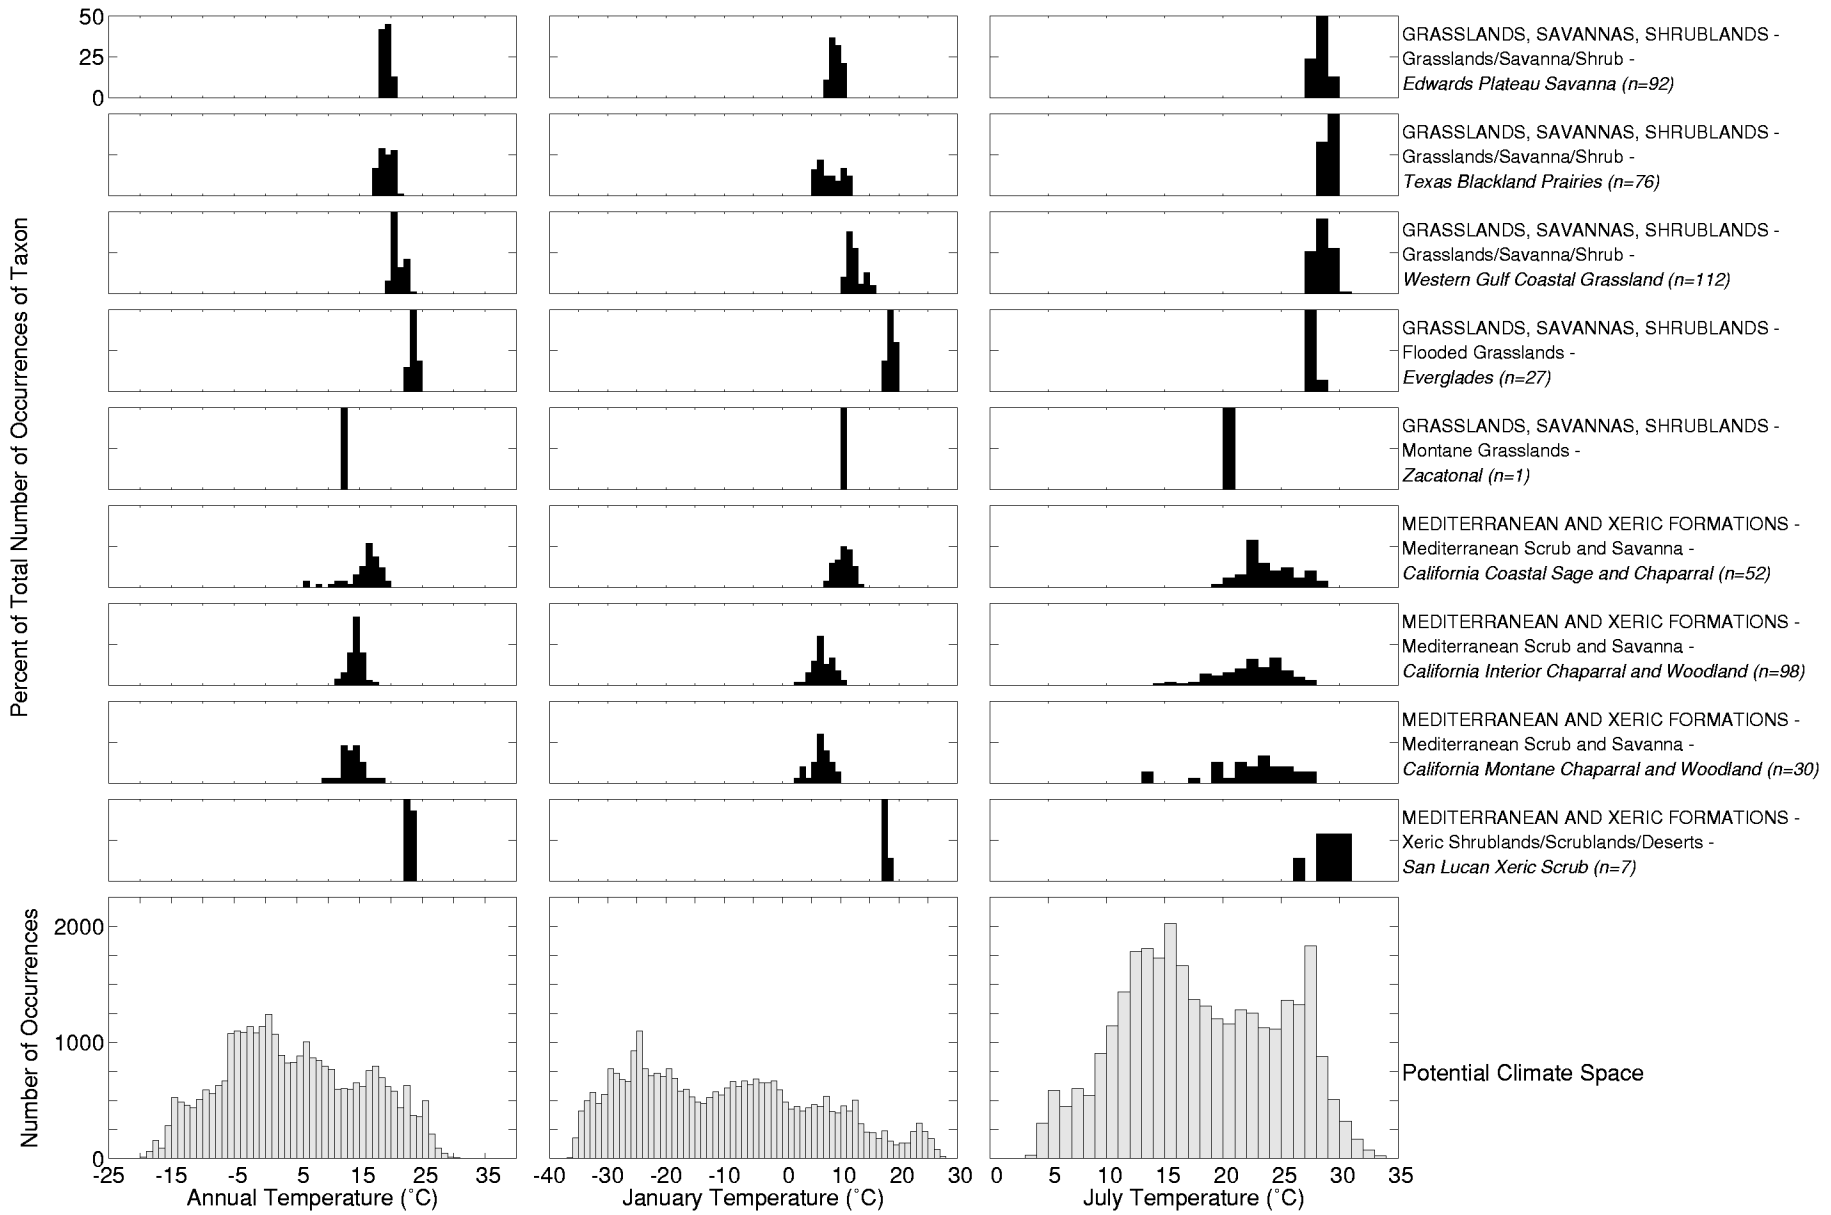 50
25
0
GRASSLANDS, SAVANNAS, SHRUBLANDS -
Grasslands/Savanna/Shrub -
Edwards Plateau Savanna (n=92)
GRASSLANDS, SAVANNAS, SHRUBLANDS -
Grasslands/Savanna/Shrub -
Texas Blackland Prairies (n=76)
GRASSLANDS, SAVANNAS, SHRUBLANDS -
Grasslands/Savanna/Shrub -
Western Gulf Coastal Grassland (n=112)
GRASSLANDS, SAVANNAS, SHRUBLANDS -
Flooded Grasslands -
Everglades (n=27)
GRASSLANDS, SAVANNAS, SHRUBLANDS -
Montane Grasslands -
Zacatonal (n=1)
MEDITERRANEAN AND XERIC FORMATIONS -
Mediterranean Scrub and Savanna -
California Coastal Sage and Chaparral (n=52)
MEDITERRANEAN AND XERIC FORMATIONS -
Mediterranean Scrub and Savanna -
California Interior Chaparral and Woodland (n=98)
MEDITERRANEAN AND XERIC FORMATIONS -
Mediterranean Scrub and Savanna -
California Montane Chaparral and Woodland (n=30)
MEDITERRANEAN AND XERIC FORMATIONS -
Xeric Shrublands/Scrublands/Deserts -
San Lucan Xeric Scrub (n=7)
Percent of Total Number of Occurrences of Taxon
Number of Occurrences
2000
1000
0
Potential Climate Space
-25 -15 -5 5 15 25 35
-40 -30 -20 -10 0 10 20 30
0 5 10 15 20 25 30 35
Annual Temperature (˚C)
January Temperature (˚C)
July Temperature (˚C)